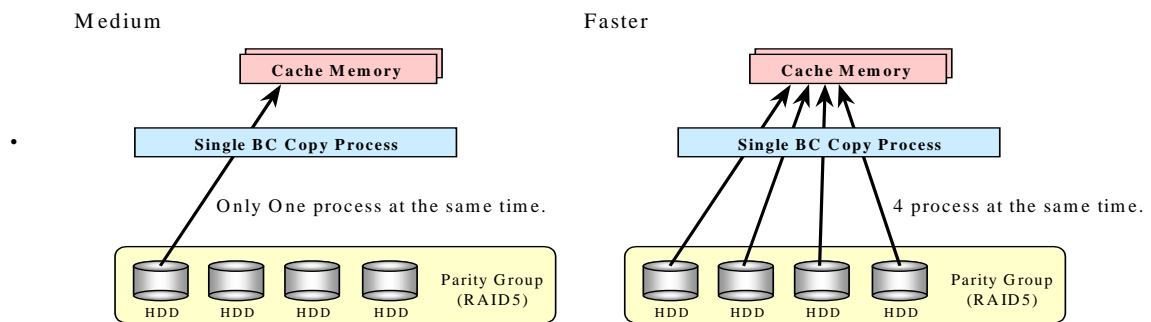 Medium
Cache Memory
Single BC Copy Process
Only One process at the same time.
Parity Group
(RAID5)
HDD HDD HDD HDD
Faster
Cache Memory
Single BC Copy Process
4 process at the same time.
Parity Group
(RAID5)
HDD HDD HDD HDD